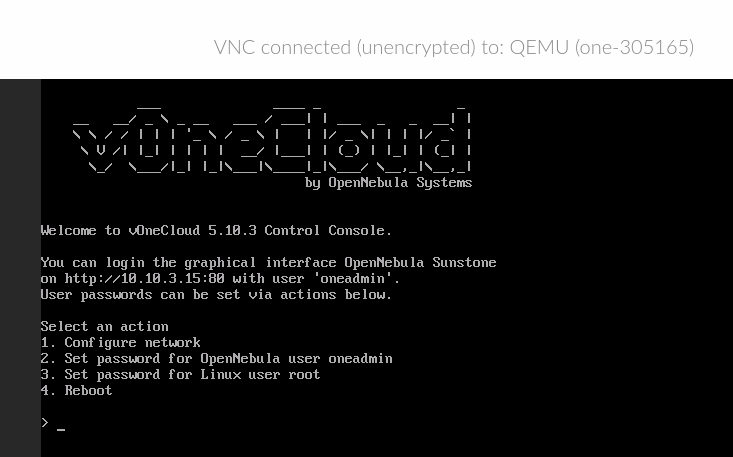 VNC connected (unencrypted) to: QEMU (one-305165)
vOneCloud
by OpenNebula Systems
Welcome to vOneCloud 5.10.3 Control Console.
You can login the graphical interface OpenNebula Sunstone
on http://10.10.3.15:80 with user 'oneadmin'.
User passwords can be set via actions below.
Select an action
1. Configure network
2. Set password for OpenNebula user oneadmin
3. Set password for Linux user root
4. Reboot
> _